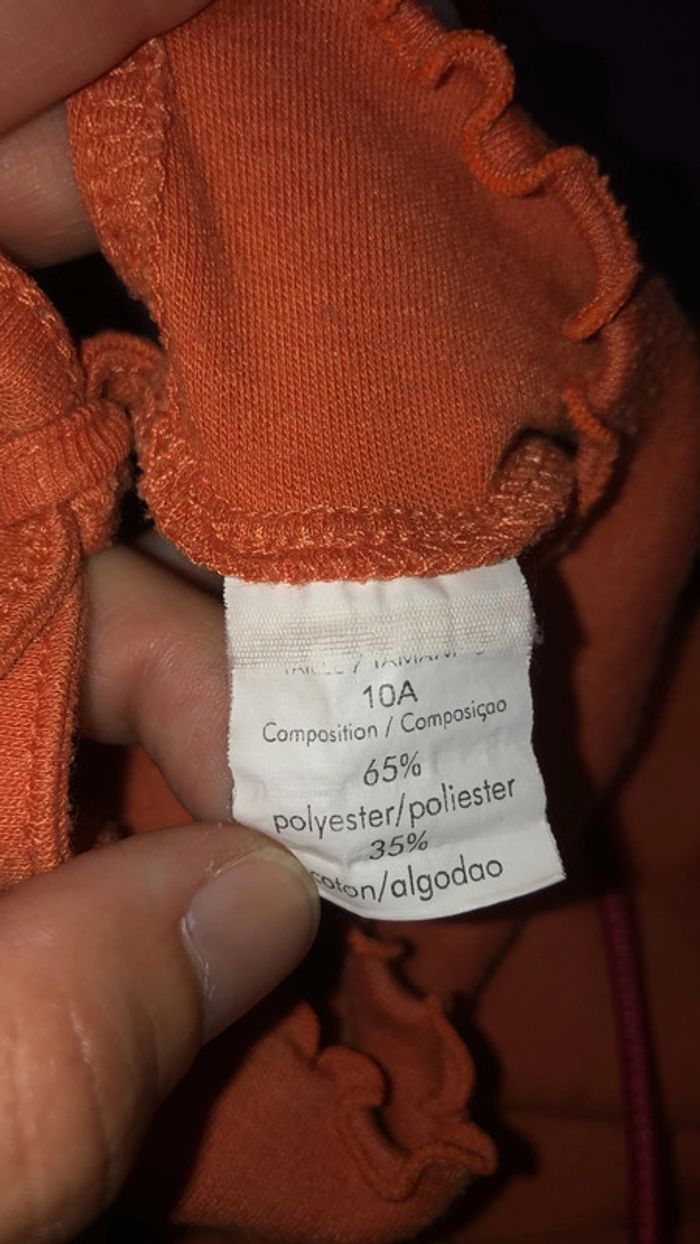 10A
Composition / Composiçao
65%
polyester/poliester
35%
coton/algodao